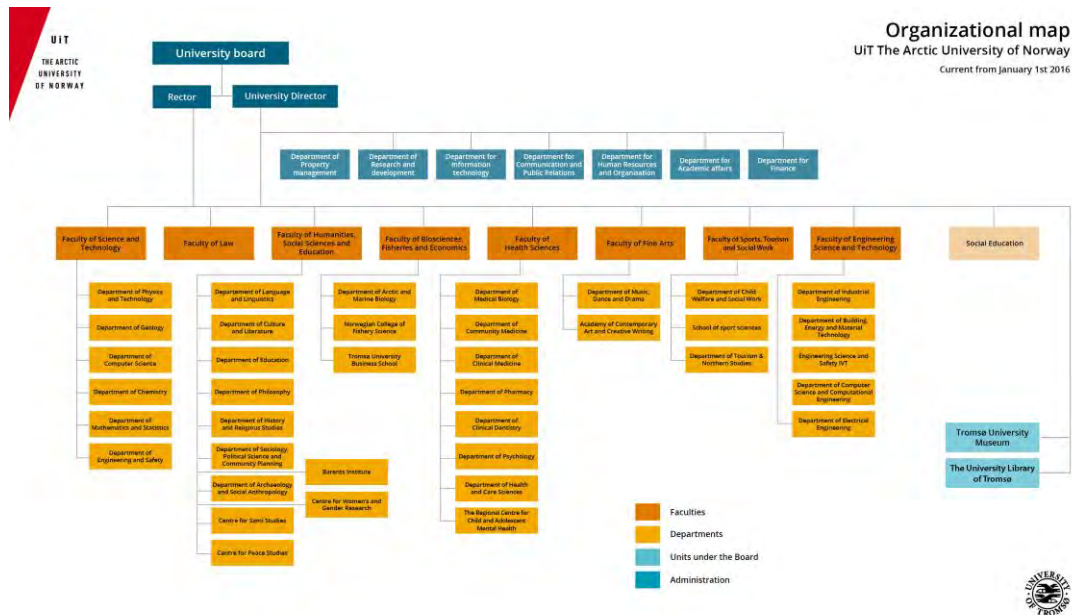 UiT
THE ARCTIC
UNIVERSITY
OF NORWAY
Organizational map
UiT The Arctic University of Norway
Current from January 1st 2016
University board
Rector
University Director
Department of
Property
management
Department of
Research and
development
Department for
Information
technology
Department for
Communication and
Public Relations
Department for
Human Resources
and Organisation
Department for
Academic affairs
Department for
Finance
Faculty of Science and
Technology
Faculty of Law
Faculty of Humanities,
Social Sciences and
Education
Faculty of Biosciences,
Fisheries and Economics
Faculty of
Health Sciences
Faculty of Fine Arts
Faculty of Sports, Tourism
and Social Work
Faculty of Engineering
Science and Technology
Social Education
Department of Physics
and Technology
Department of Geology
Department of
Computer Science
Department of Chemistry
Department of
Mathematics and Statistics
Department of
Engineering and Safety
Department of Language
and Linguistics
Department of Culture
and Literature
Department of Education
Department of Philosophy
Department of History
and Religious Studies
Department of Sociology,
Political Science and
Community Planning
Department of Archaeology
and Social Anthropology
Centre for Sami Studies
Centre for Peace Studies
Barents Institute
Centre for Women's and
Gender Research
Department of Arctic and
Marine Biology
Norwegian College of
Fishery Science
Tromsø University
Business School
Department of
Medical Biology
Department of
Community Medicine
Department of
Clinical Medicine
Department of Pharmacy
Department of
Clinical Dentistry
Department of Psychology
Department of Health
and Care Sciences
The Regional Centre for
Child and Adolescent
Mental Health
Department of Music,
Dance and Drama
Academy of Contemporary
Art and Creative Writing
Department of Child
Welfare and Social Work
School of sport sciences
Department of Tourism &
Northern Studies
Department of Industrial
Engineering
Department of Building,
Energy and Material
Technology
Engineering Science and
Safety IVT
Department of Computer
Science and Computational
Engineering
Department of Electrical
Engineering
Tromsø University
Museum
The University Library
of Tromsø
Faculties
Departments
Units under the Board
Administration
UNIVERSITY
OF TROMSØ